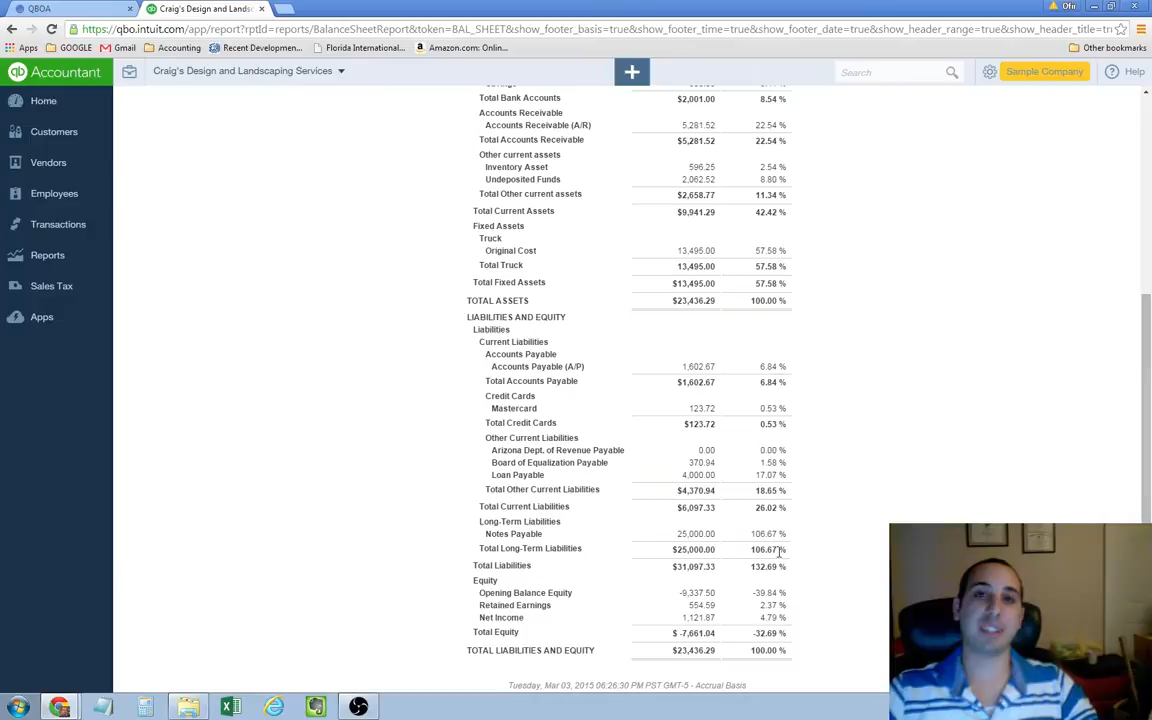 QBOA
Craig's Design and Landsc
Ofii
https://qbo.intuit.com/app/report?rptId=reports/BalanceSheetReport&token=BAL_SHEET&show_footer_basis=true&show_footer_time=true&show_footer_date=true&show_header_range=true&show_header_title=tr
Apps GOOGLE Gmail Accounting Recent Developmen... Florida International... Amazon.com: Onlin... Other bookmarks
qb Accountant Craig's Design and Landscaping Services Search Sample Company Help
Home
Customers
Vendors
Employees
Transactions
Reports
Sales Tax
Apps
Total Bank Accounts $2,001.00 8.54 %
Accounts Receivable
Accounts Receivable (A/R) 5,281.52 22.54 %
Total Accounts Receivable $5,281.52 22.54 %
Other current assets
Inventory Asset 596.25 2.54 %
Undeposited Funds 2,062.52 8.80 %
Total Other current assets $2,658.77 11.34 %
Total Current Assets $9,941.29 42.42 %
Fixed Assets
Truck
Original Cost 13,495.00 57.58 %
Total Truck 13,495.00 57.58 %
Total Fixed Assets $13,495.00 57.58 %
TOTAL ASSETS $23,436.29 100.00 %
LIABILITIES AND EQUITY
Liabilities
Current Liabilities
Accounts Payable
Accounts Payable (A/P) 1,602.67 6.84 %
Total Accounts Payable $1,602.67 6.84 %
Credit Cards
Mastercard 123.72 0.53 %
Total Credit Cards $123.72 0.53 %
Other Current Liabilities
Arizona Dept. of Revenue Payable 0.00 0.00 %
Board of Equalization Payable 370.94 1.58 %
Loan Payable 4,000.00 17.07 %
Total Other Current Liabilities $4,370.94 18.65 %
Total Current Liabilities $6,097.33 26.02 %
Long-Term Liabilities
Notes Payable 25,000.00 106.67 %
Total Long-Term Liabilities $25,000.00 106.67 %
Total Liabilities $31,097.33 132.69 %
Equity
Opening Balance Equity -9,337.50 -39.84 %
Retained Earnings 554.59 2.37 %
Net Income 1,121.87 4.79 %
Total Equity $ -7,661.04 -32.69 %
TOTAL LIABILITIES AND EQUITY $23,436.29 100.00 %
Tuesday, Mar 03, 2015 06:26:30 PM PST GMT-5 - Accrual Basis